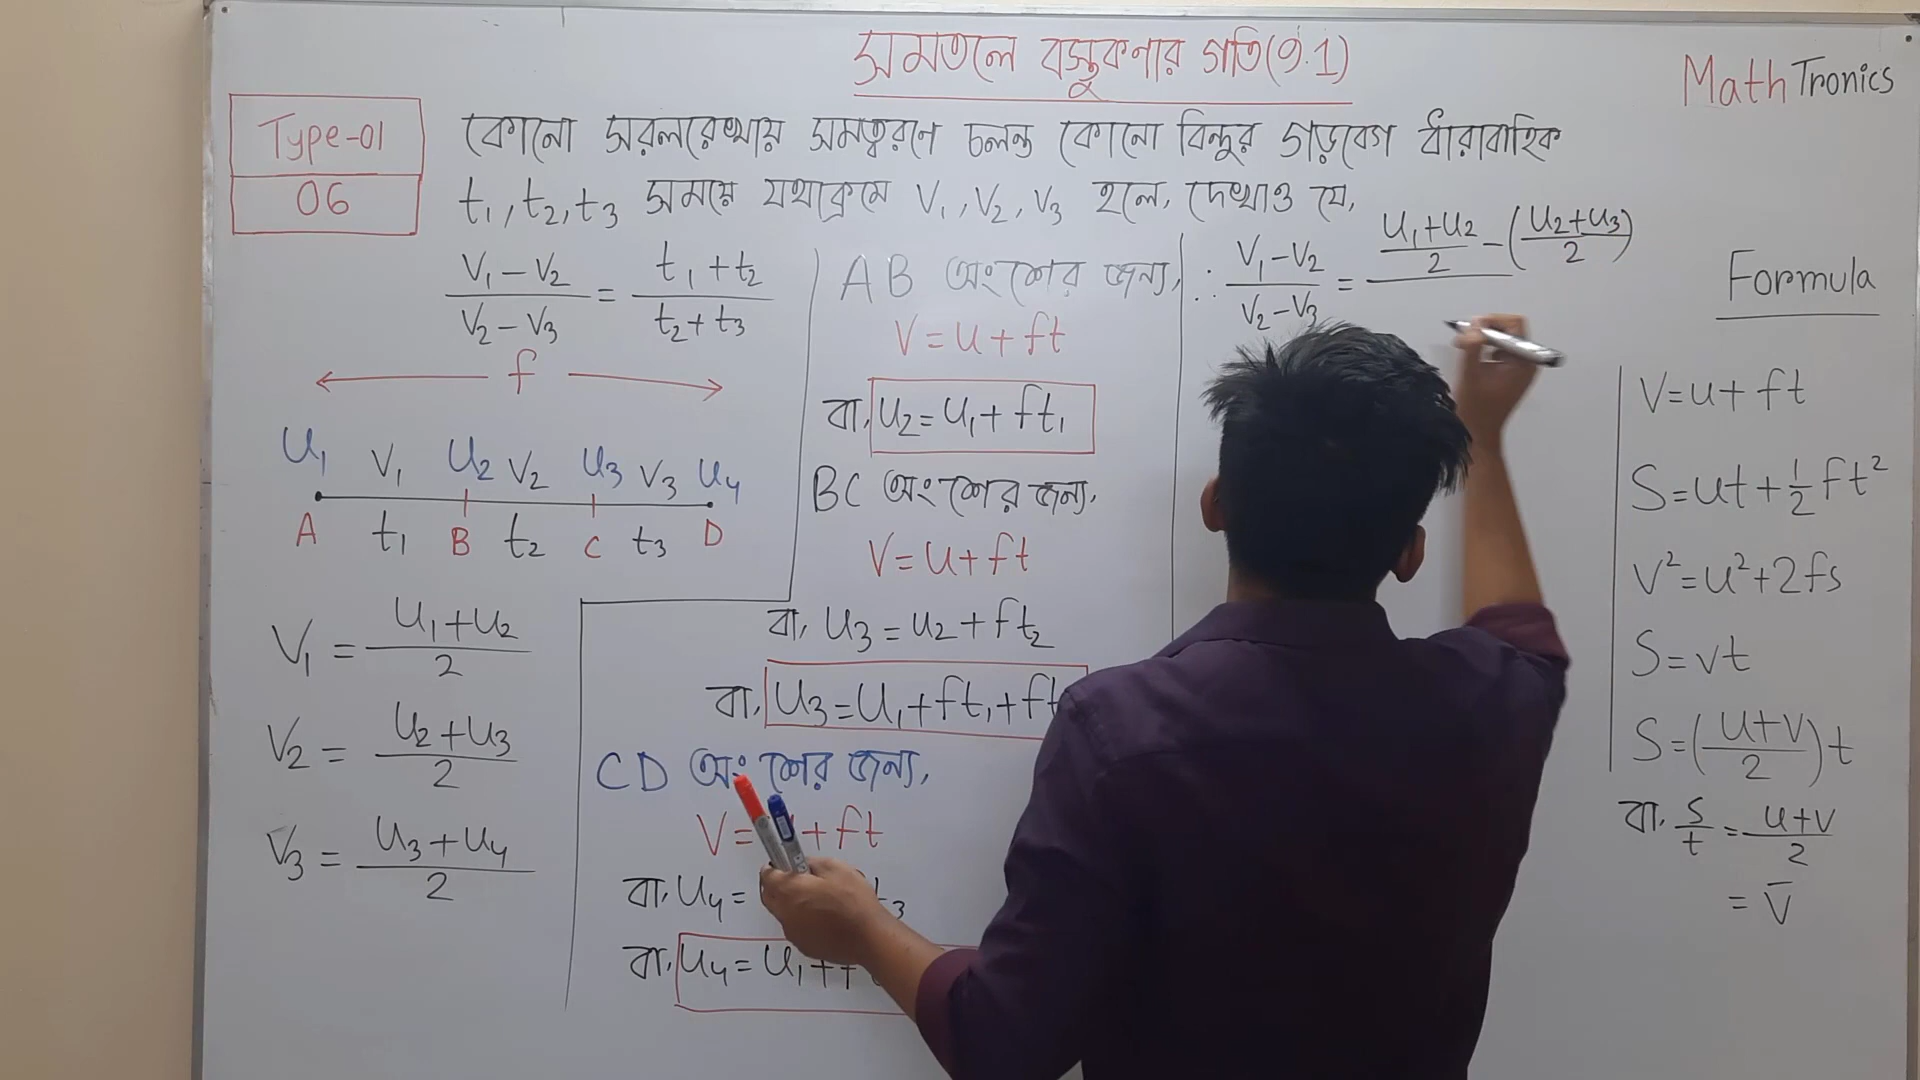 সমতলে বস্তুকণার গতি(9.1)
MathTronics
Type-01
06
কোনো সরলরেখায় সমত্বরণে চলন্ত কোনো বিন্দুর গড়বেগ ধারাবাহিক
t₁, t₂, t₃ সময়ে যথাক্রমে V₁, V₂, V₃ হলে, দেখাও যে,
(V₁ - V₂)/(V₂ - V₃) = (t₁ + t₂)/(t₂ + t₃)
f
U₁ V₁ U₂ V₂ U₃ V₃ U₄
A t₁ B t₂ C t₃ D
V₁ = (U₁+U₂)/2
V₂ = (U₂+U₃)/2
V₃ = (U₃+U₄)/2
AB অংশের জন্য,
V = u + ft
বা, U₂ = U₁ + ft₁
BC অংশের জন্য,
V = u + ft
বা, U₃ = U₂ + ft₂
বা, U₃ = U₁ + ft₁ + ft
CD অংশের জন্য,
V = + ft
বা, U₄ = t₃
বা, U₄ = U₁ +
∴ (V₁ - V₂)/(V₂ - V₃) = (U₁+U₂)/2 - ((U₂+U₃)/2)
Formula
V = u + ft
S = ut + ½ ft²
V² = u² + 2fs
S = vt
S = ((u+v)/2) t
বা, s/t = (u+v)/2
= V̄